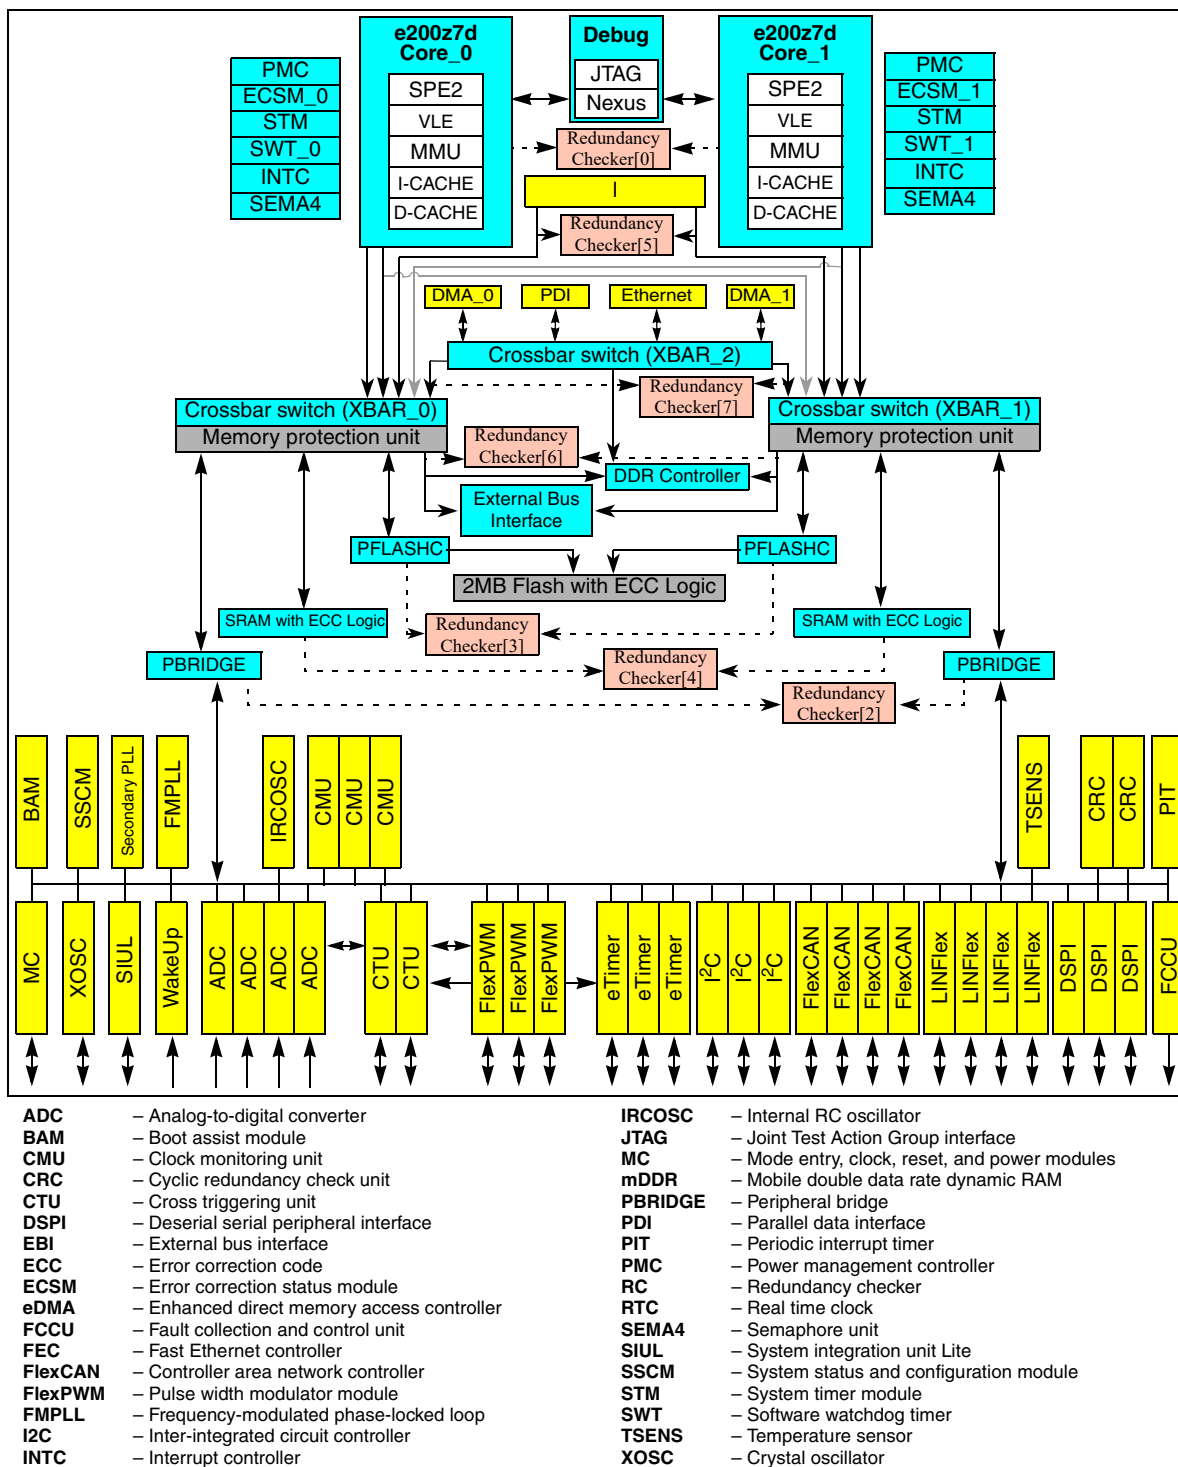 e200z7d
Core_0
SPE2
VLE
MMU
I-CACHE
D-CACHE
Debug
JTAG
Nexus
e200z7d
Core_1
SPE2
VLE
MMU
I-CACHE
D-CACHE
PMC
ECSM_0
STM
SWT_0
INTC
SEMA4
PMC
ECSM_1
STM
SWT_1
INTC
SEMA4
Redundancy
Checker[0]
I
Redundancy
Checker[5]
DMA_0
PDI
Ethernet
DMA_1
Crossbar switch (XBAR_2)
Redundancy
Checker[7]
Crossbar switch (XBAR_0)
Memory protection unit
Crossbar switch (XBAR_1)
Memory protection unit
Redundancy
Checker[6]
DDR Controller
External Bus
Interface
PFLASHC
PFLASHC
2MB Flash with ECC Logic
SRAM with ECC Logic
SRAM with ECC Logic
Redundancy
Checker[3]
PBRIDGE
Redundancy
Checker[4]
PBRIDGE
Redundancy
Checker[2]
BAM
SSCM
Secondary PLL
FMPLL
IRCOSC
CMU
CMU
CMU
TSENS
CRC
CRC
PIT
MC
XOSC
SIUL
WakeUp
ADC
ADC
ADC
ADC
CTU
CTU
FlexPWM
FlexPWM
FlexPWM
eTimer
eTimer
eTimer
I2C
I2C
I2C
FlexCAN
FlexCAN
FlexCAN
FlexCAN
LINFlex
LINFlex
LINFlex
LINFlex
DSPI
DSPI
DSPI
FCCU
ADC – Analog-to-digital converter
BAM – Boot assist module
CMU – Clock monitoring unit
CRC – Cyclic redundancy check unit
CTU – Cross triggering unit
DSPI – Deserial serial peripheral interface
EBI – External bus interface
ECC – Error correction code
ECSM – Error correction status module
eDMA – Enhanced direct memory access controller
FCCU – Fault collection and control unit
FEC – Fast Ethernet controller
FlexCAN – Controller area network controller
FlexPWM – Pulse width modulator module
FMPLL – Frequency-modulated phase-locked loop
I2C – Inter-integrated circuit controller
INTC – Interrupt controller
IRCOSC – Internal RC oscillator
JTAG – Joint Test Action Group interface
MC – Mode entry, clock, reset, and power modules
mDDR – Mobile double data rate dynamic RAM
PBRIDGE – Peripheral bridge
PDI – Parallel data interface
PIT – Periodic interrupt timer
PMC – Power management controller
RC – Redundancy checker
RTC – Real time clock
SEMA4 – Semaphore unit
SIUL – System integration unit Lite
SSCM – System status and configuration module
STM – System timer module
SWT – Software watchdog timer
TSENS – Temperature sensor
XOSC – Crystal oscillator